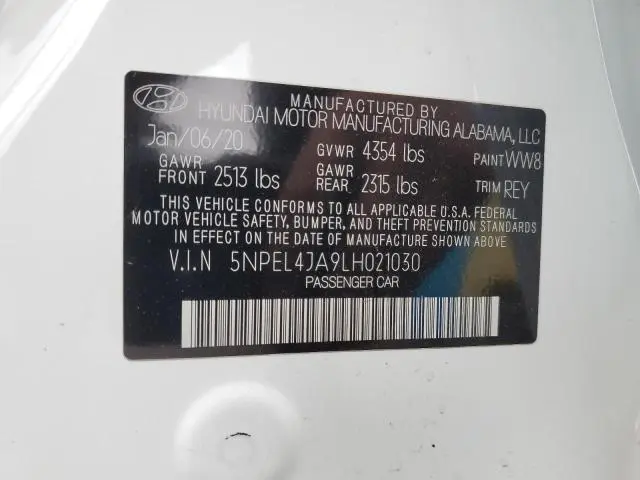 MANUFACTURED BY
HYUNDAI MOTOR MANUFACTURING ALABAMA, LLC
Jan/06/20 GVWR 4354 lbs PAINT WW8
GAWR FRONT 2513 lbs GAWR REAR 2315 lbs TRIM REY
THIS VEHICLE CONFORMS TO ALL APPLICABLE U.S.A. FEDERAL
MOTOR VEHICLE SAFETY, BUMPER, AND THEFT PREVENTION STANDARDS
IN EFFECT ON THE DATE OF MANUFACTURE SHOWN ABOVE.
V.I.N 5NPEL4JA9LH021030
PASSENGER CAR